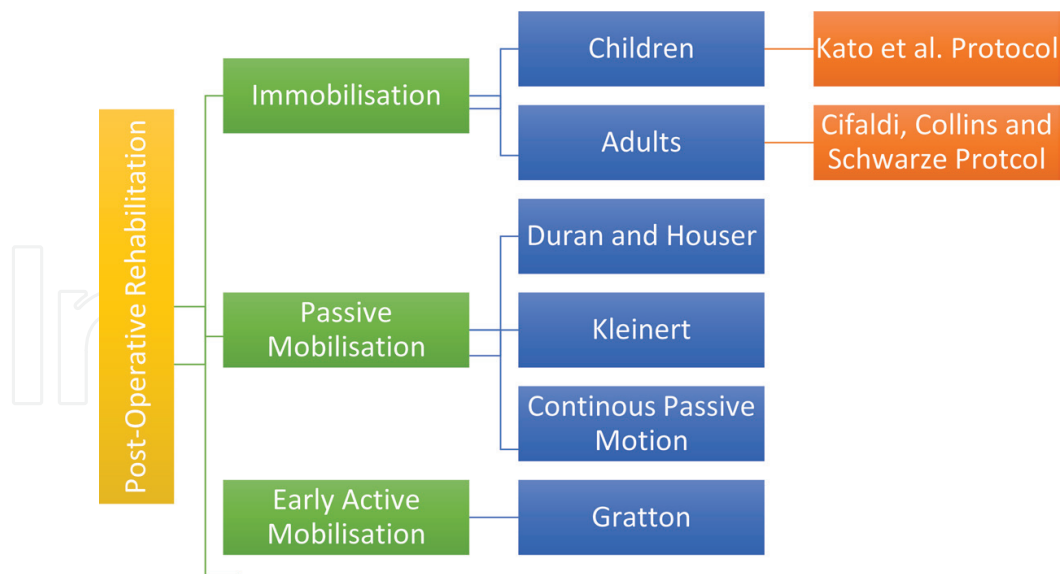 Post-Operative Rehabilitation
Immobilisation
Children
Kato et al. Protocol
Adults
Cifaldi, Collins and
Schwarze Protcol
Passive
Mobilisation
Duran and Houser
Kleinert
Continous Passive
Motion
Early Active
Mobilisation
Gratton